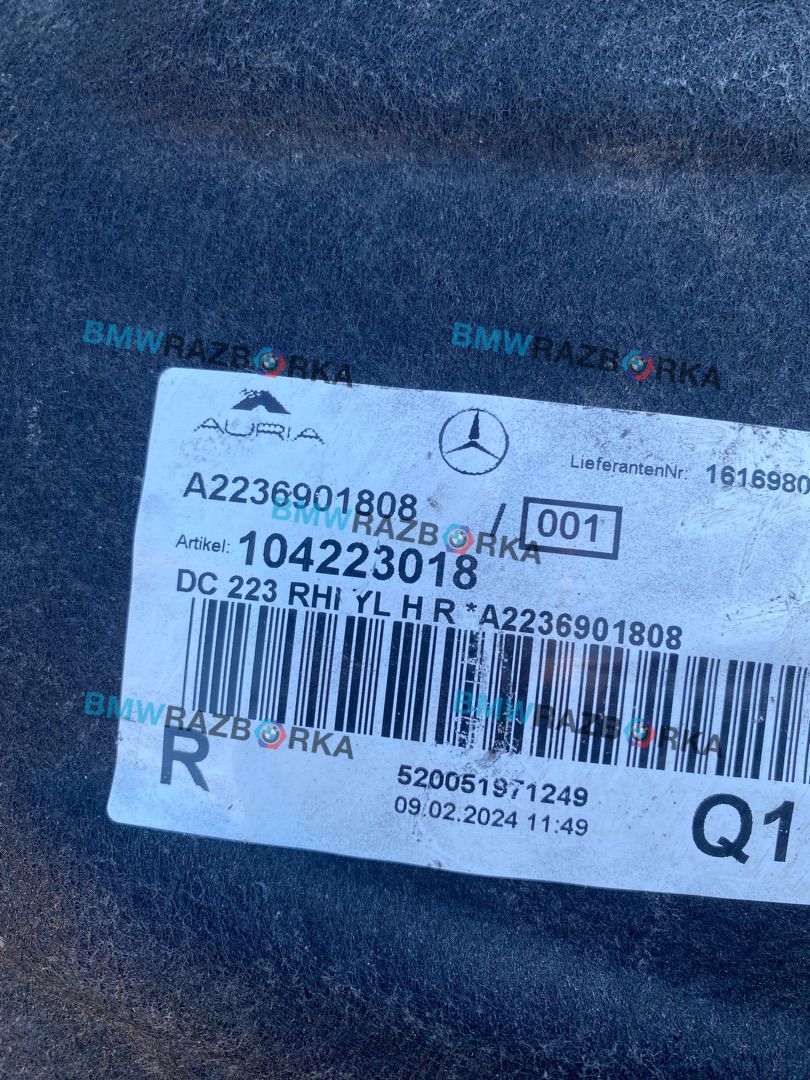 BMWRAZBORKA BMWRAZBORKA
AURIA
LieferantenNr: 1616980
A2236901808 / 001
BMWRAZBORKA
Artikel: 104223018
DC 223 RHI YL H R *A2236901808
BMWRAZBORKA BMWRAZBORKA
R
520051971249
09.02.2024 11:49
Q1